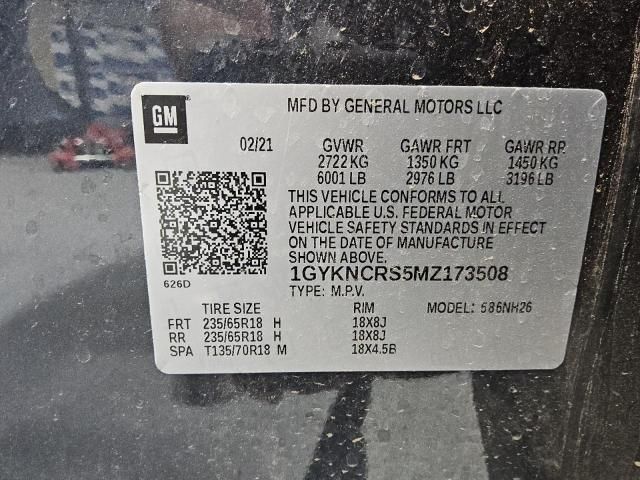 GM
MFD BY GENERAL MOTORS LLC
02/21 GVWR GAWR FRT GAWR RR
2722 KG 1350 KG 1450 KG
6001 LB 2976 LB 3196 LB
THIS VEHICLE CONFORMS TO ALL
APPLICABLE U.S. FEDERAL MOTOR
VEHICLE SAFETY STANDARDS IN EFFECT
ON THE DATE OF MANUFACTURE
SHOWN ABOVE.
1GYKNCRS5MZ173508
626D
TYPE: M.P.V.
TIRE SIZE RIM MODEL: 686NH26
FRT 235/65R18 H 18X8J
RR 235/65R18 H 18X8J
SPA T135/70R18 M 18X4.5B